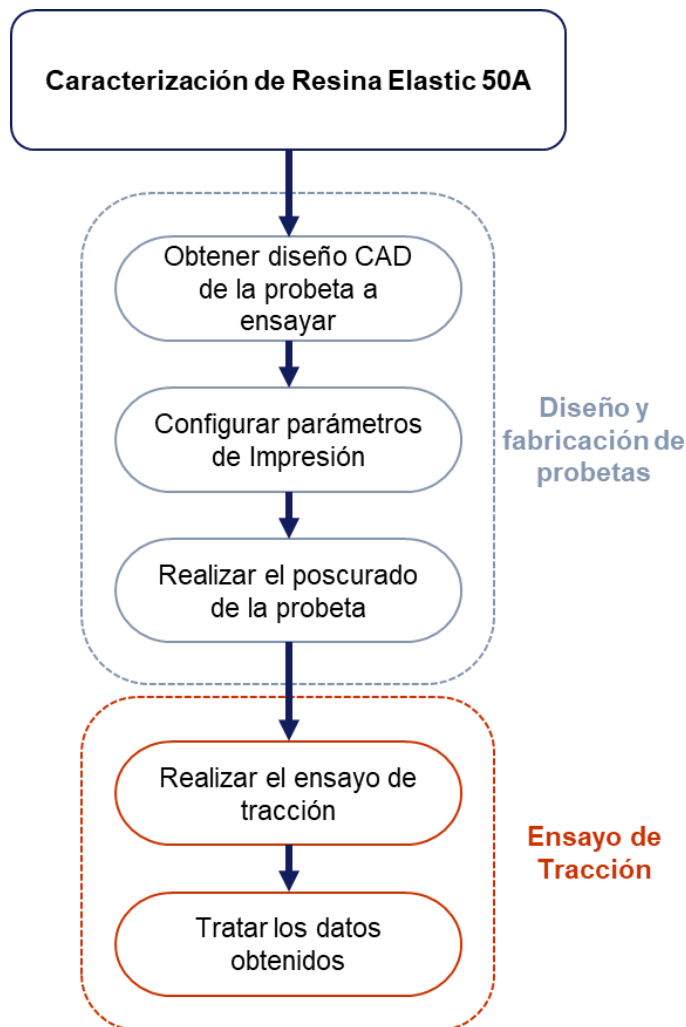 Caracterización de Resina Elastic 50A
Obtener diseño CAD
de la probeta a
ensayar
Configurar parámetros
de Impresión
Realizar el poscurado
de la probeta
Diseño y
fabricación de
probetas
Realizar el ensayo de
tracción
Tratar los datos
obtenidos
Ensayo de
Tracción